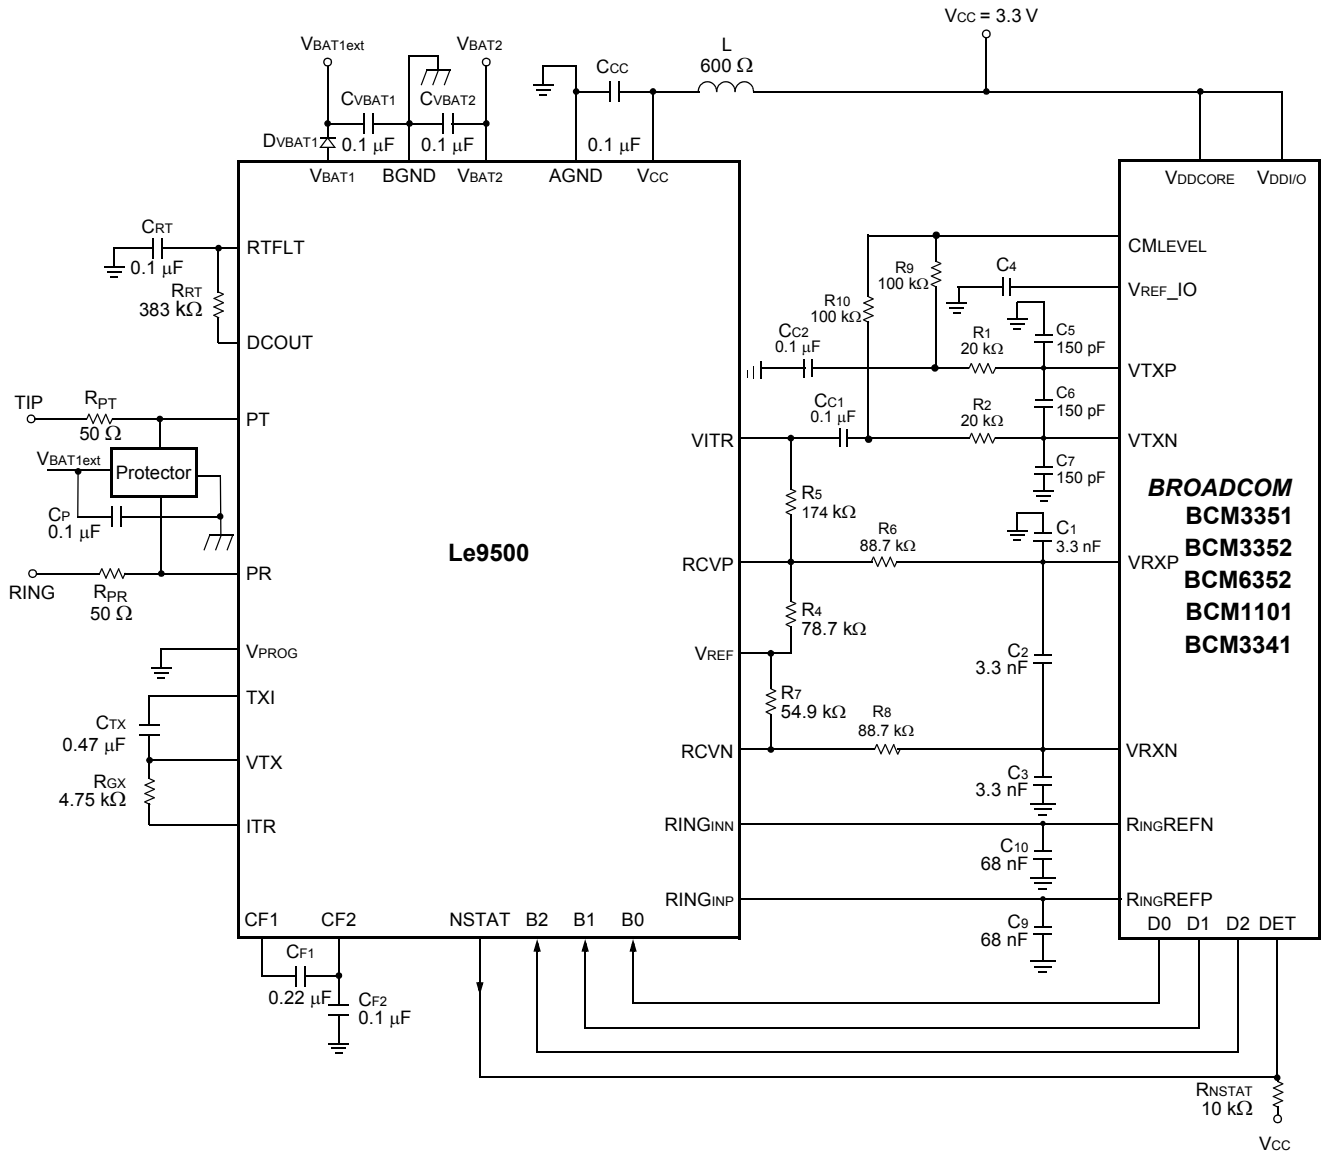 VCC = 3.3 V
VBAT1ext
VBAT2
L
600 Ω
CCC
CVBAT1
CVBAT2
DVBAT1
0.1 µF
0.1 µF
0.1 µF
VBAT1
BGND
VBAT2
AGND
VCC
VDDCORE
VDDI/O
CRT
0.1 µF
RTFLT
RRT
383 kΩ
DCOUT
CMLEVEL
R9
100 kΩ
C4
VREF_IO
R10
100 kΩ
CC2
0.1 µF
R1
20 kΩ
C5
150 pF
VTXP
TIP
RPT
50 Ω
PT
CC1
0.1 µF
R2
20 kΩ
C6
150 pF
VITR
VTXN
VBAT1ext
Protector
C7
150 pF
CP
0.1 µF
R5
174 kΩ
BROADCOM
BCM3351
BCM3352
BCM6352
BCM1101
BCM3341
R6
88.7 kΩ
C1
3.3 nF
Le9500
RCVP
VRXP
RING
RPR
50 Ω
PR
R4
78.7 kΩ
VPROG
VREF
C2
3.3 nF
TXI
R7
54.9 kΩ
R8
88.7 kΩ
CTX
0.47 µF
VTX
RCVN
VRXN
RGX
4.75 kΩ
C3
3.3 nF
ITR
RINGINN
RINGREFN
C10
68 nF
RINGINP
RINGREFP
CF1
CF2
NSTAT
B2
B1
B0
C9
68 nF
D0
D1
D2
DET
CF1
0.22 µF
CF2
0.1 µF
RNSTAT
10 kΩ
VCC